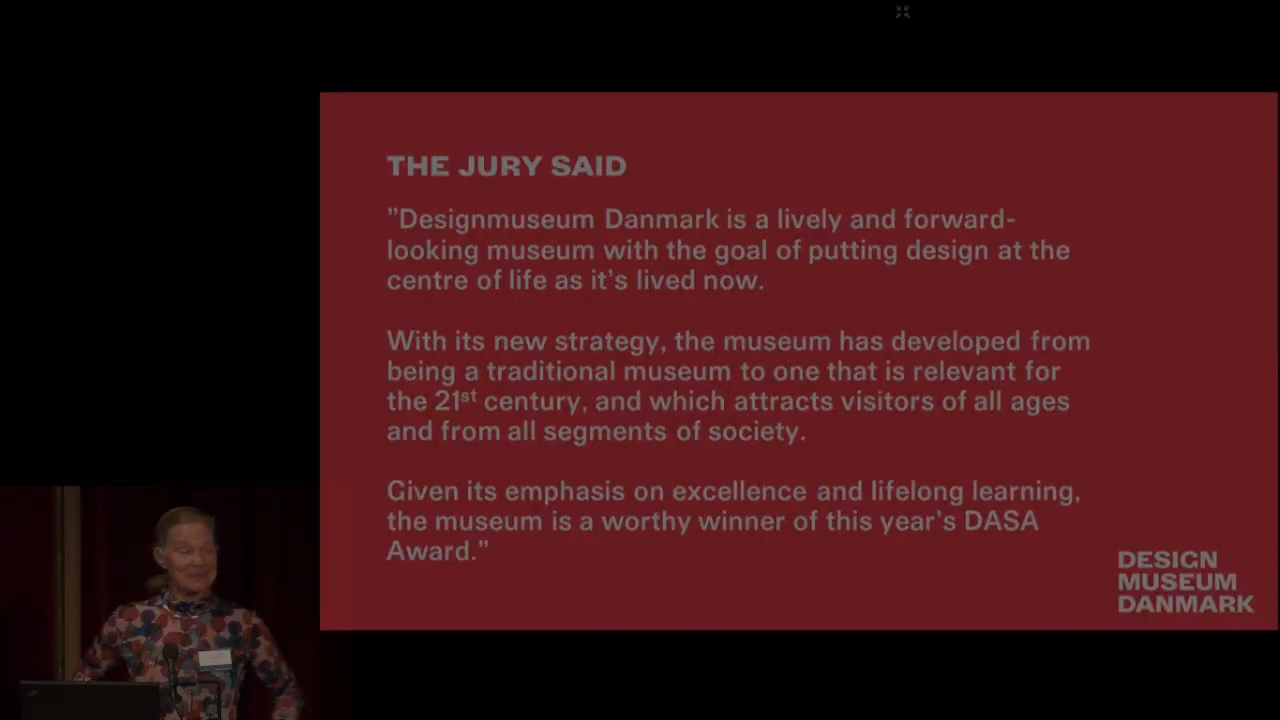 THE JURY SAID
”Designmuseum Danmark is a lively and forward-
looking museum with the goal of putting design at the
centre of life as it’s lived now.
With its new strategy, the museum has developed from
being a traditional museum to one that is relevant for
the 21st century, and which attracts visitors of all ages
and from all segments of society.
Given its emphasis on excellence and lifelong learning,
the museum is a worthy winner of this year’s DASA
Award.”
DESIGN
MUSEUM
DANMARK